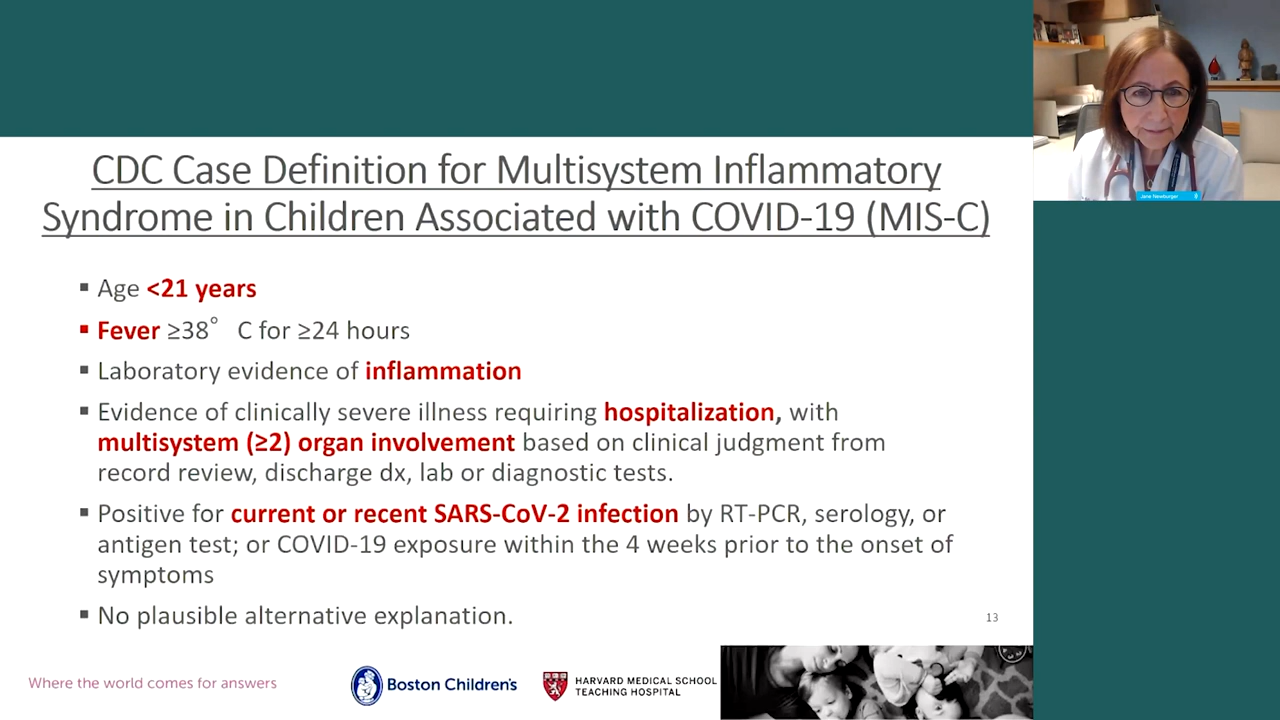 CDC Case Definition for Multisystem Inflammatory
Syndrome in Children Associated with COVID-19 (MIS-C)
▪ Age <21 years
▪ Fever ≥38° C for ≥24 hours
▪ Laboratory evidence of inflammation
▪ Evidence of clinically severe illness requiring hospitalization, with
multisystem (≥2) organ involvement based on clinical judgment from
record review, discharge dx, lab or diagnostic tests.
▪ Positive for current or recent SARS-CoV-2 infection by RT-PCR, serology, or
antigen test; or COVID-19 exposure within the 4 weeks prior to the onset of
symptoms
▪ No plausible alternative explanation.
13
Where the world comes for answers
Boston Children's
HARVARD MEDICAL SCHOOL
TEACHING HOSPITAL
Jane Newburger